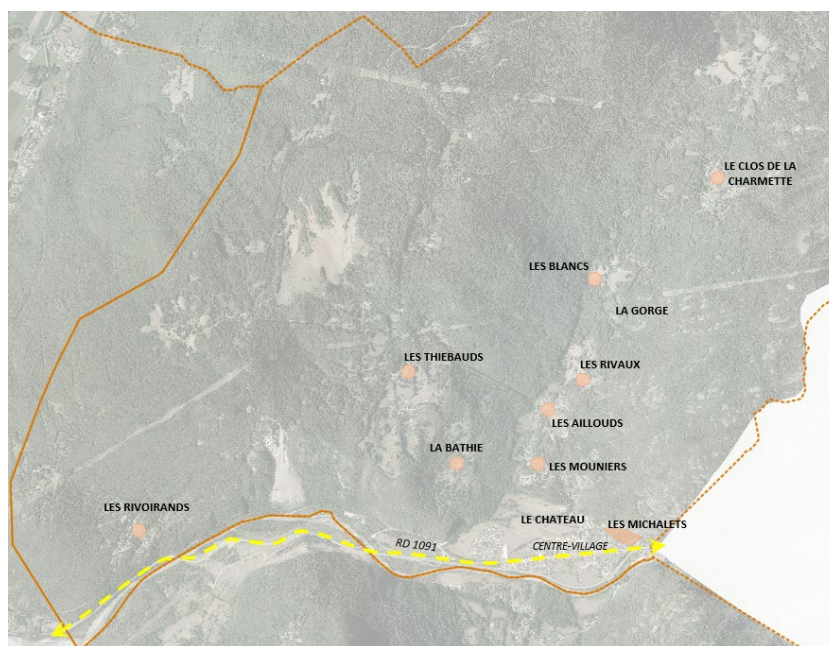 LE CLOS DE LA
CHARMETTE
LES BLANCS
LA GORGE
LES THIEBAUDS
LES RIVAUX
LES AILLOUDS
LA BATHIE
LES MOUNIERS
LES RIVOIRANDS
LE CHATEAU
LES MICHALETS
RD 1091
CENTRE-VILLAGE